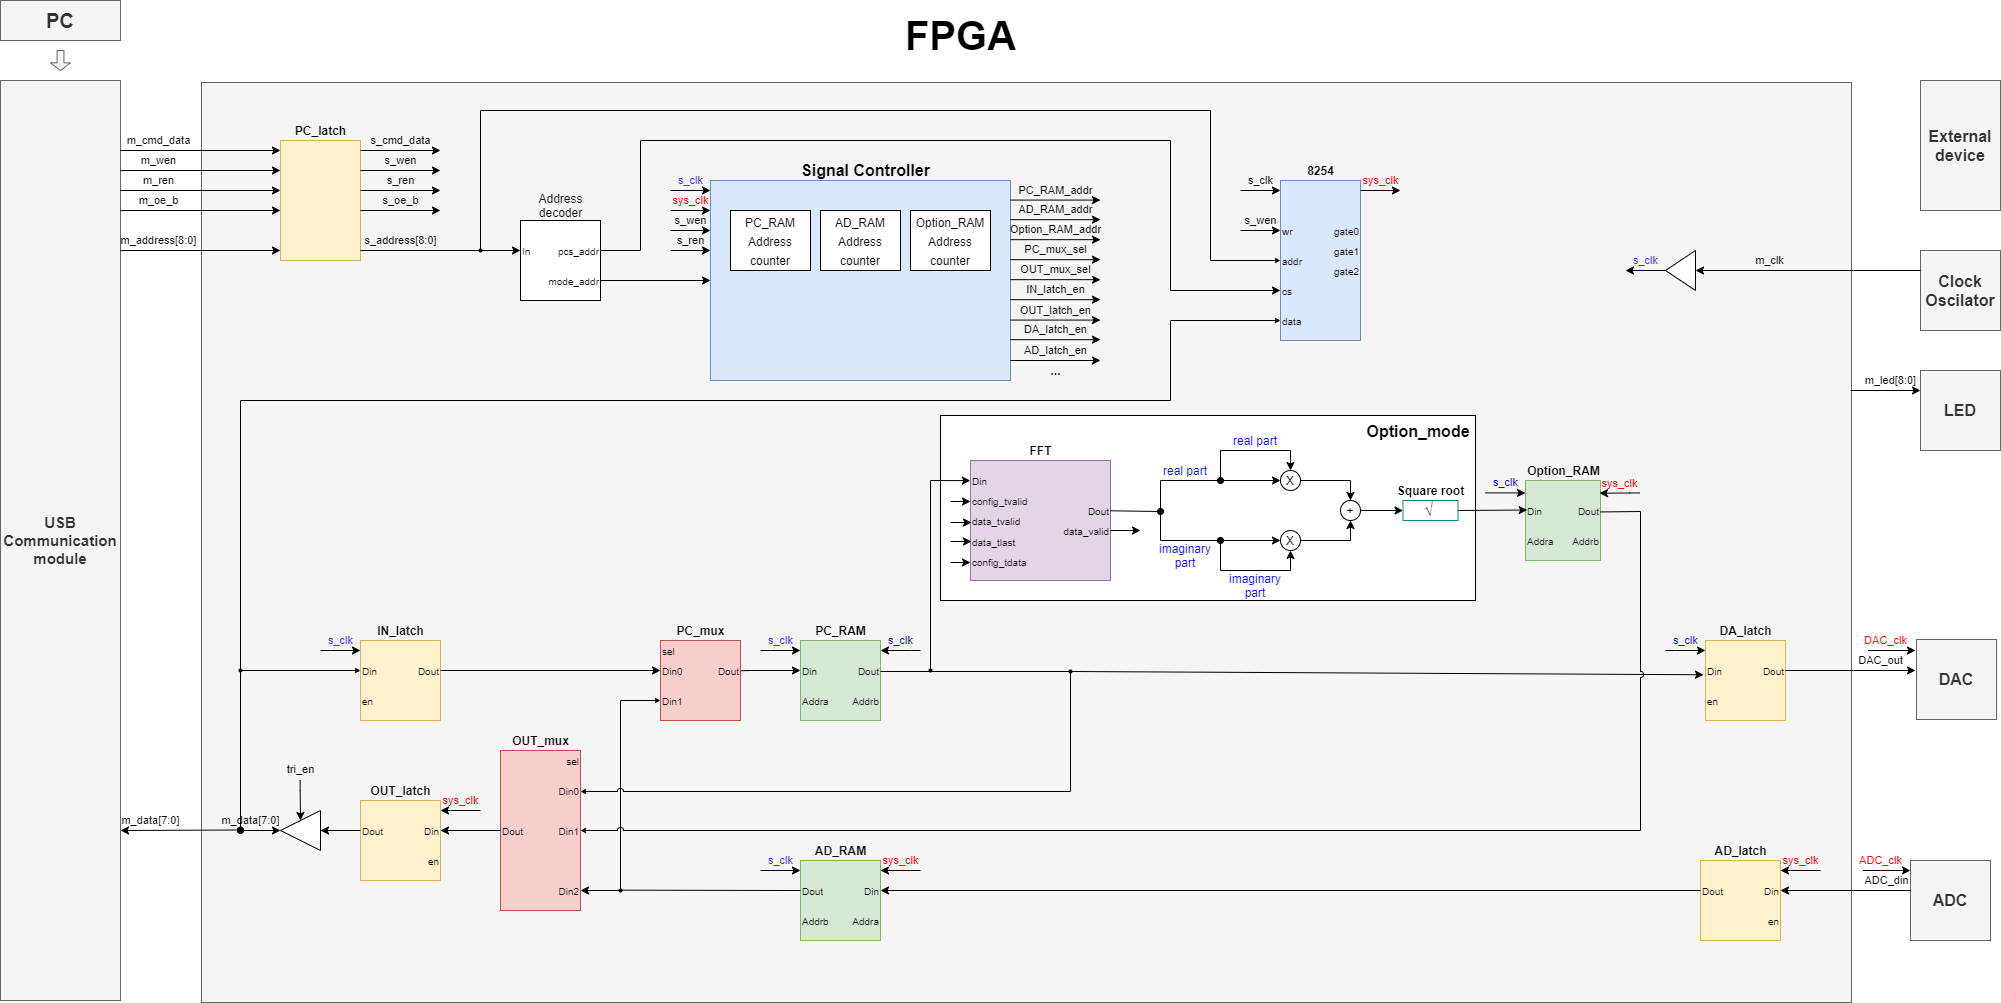 PC
FPGA
USB
Communication
module
m_cmd_data
m_wen
m_ren
m_oe_b
m_address[8:0]
PC_latch
s_cmd_data
s_wen
s_ren
s_oe_b
s_address[8:0]
Address
decoder
In
pos_addr
mode_addr
Signal Controller
s_clk
sys_clk
s_wen
s_ren
PC_RAM
Address
counter
AD_RAM
Address
counter
Option_RAM
Address
counter
PC_RAM_addr
AD_RAM_addr
Option_RAM_addr
PC_mux_sel
OUT_mux_sel
IN_latch_en
OUT_latch_en
DA_latch_en
AD_latch_en
...
8254
s_clk
s_wen
wr
addr
cs
data
gate0
gate1
gate2
sys_clk
s_clk
m_clk
External
device
Clock
Oscilator
m_led[8:0]
LED
Option_mode
FFT
Din
config_tvalid
data_tvalid
data_tlast
config_tdata
Dout
data_valid
real part
real part
imaginary
part
imaginary
part
X
X
+
Square root
√
Option_RAM
s_clk
sys_clk
Din
Dout
Addra
Addrb
IN_latch
s_clk
Din
Dout
en
PC_mux
sel
Din0
Dout
Din1
PC_RAM
s_clk
s_clk
Din
Dout
Addra
Addrb
DA_latch
s_clk
Din
Dout
en
DAC_clk
DAC_out
DAC
OUT_mux
sel
Din0
Din1
Dout
Din2
tri_en
m_data[7:0]
m_data[7:0]
OUT_latch
sys_clk
Dout
Din
en
AD_RAM
s_clk
sys_clk
Dout
Din
Addrb
Addra
AD_latch
sys_clk
Dout
Din
en
ADC_clk
ADC_din
ADC